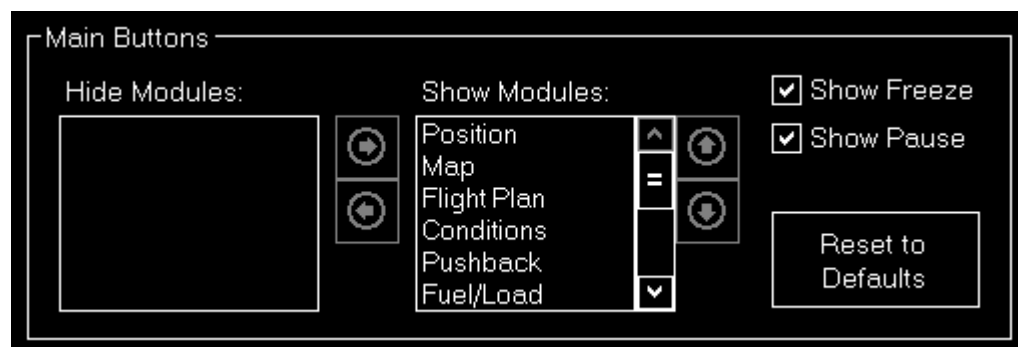 Main Buttons
Hide Modules:
Show Modules:
Position
Map
Flight Plan
Conditions
Pushback
Fuel/Load
Show Freeze
Show Pause
Reset to
Defaults